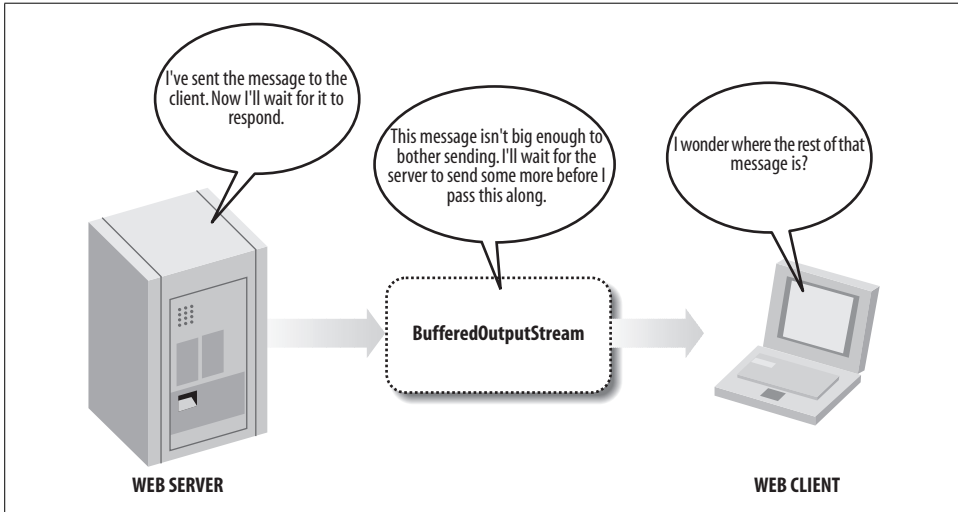 I've sent the message to the
client. Now I'll wait for it to
respond.
This message isn't big enough to
bother sending. I'll wait for the
server to send some more before I
pass this along.
I wonder where the rest of that
message is?
BufferedOutputStream
WEB SERVER
WEB CLIENT